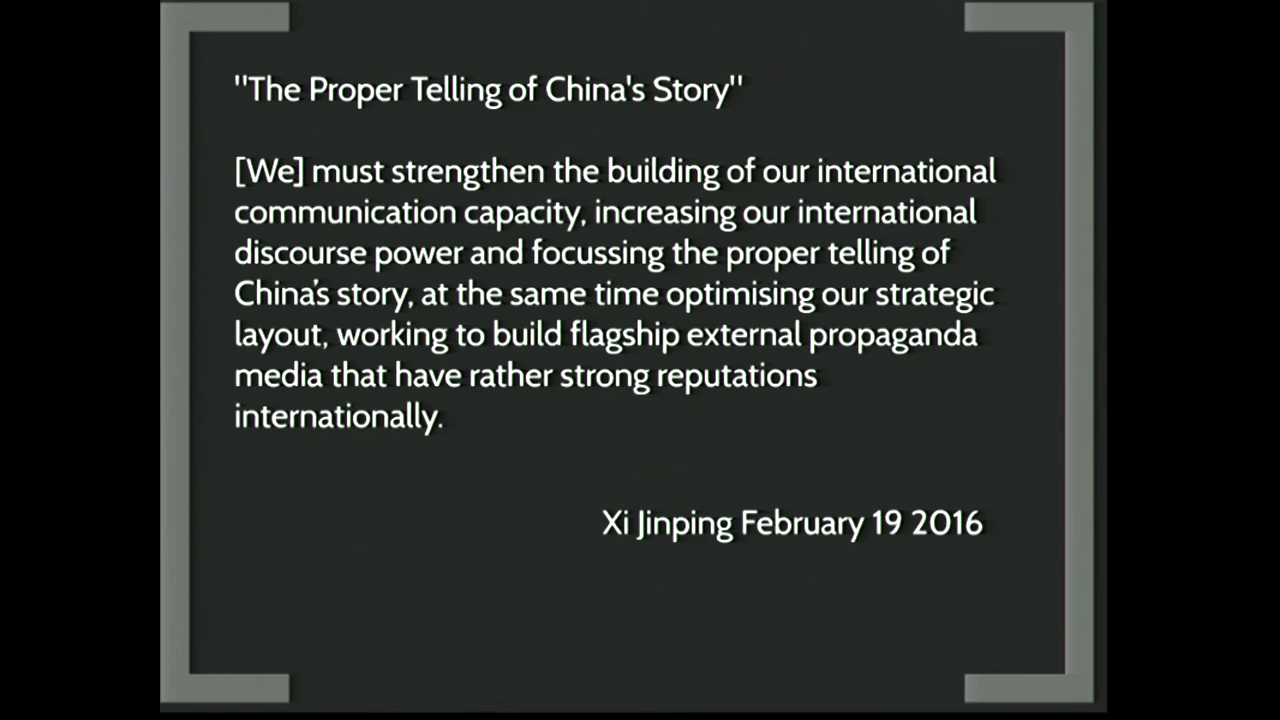 "The Proper Telling of China's Story"
[We] must strengthen the building of our international
communication capacity, increasing our international
discourse power and focussing the proper telling of
China's story, at the same time optimising our strategic
layout, working to build flagship external propaganda
media that have rather strong reputations
internationally.
Xi Jinping February 19 2016